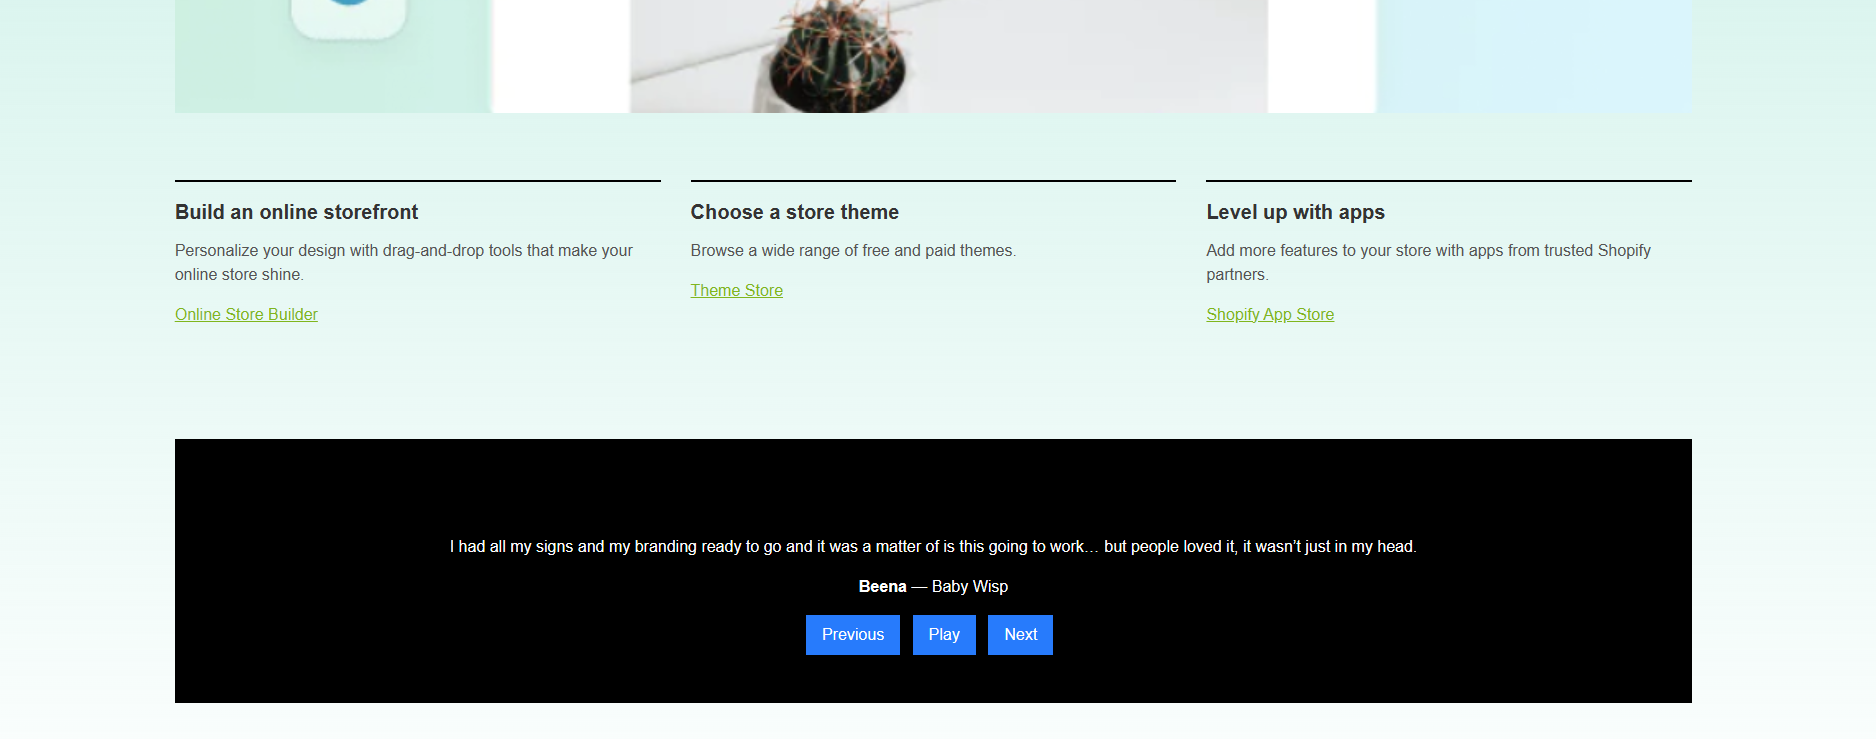 Build an online storefront
Personalize your design with drag-and-drop tools that make your
online store shine.
Online Store Builder
Choose a store theme
Browse a wide range of free and paid themes.
Theme Store
Level up with apps
Add more features to your store with apps from trusted Shopify
partners.
Shopify App Store
I had all my signs and my branding ready to go and it was a matter of is this going to work… but people loved it, it wasn’t just in my head.
Beena — Baby Wisp
Previous Play Next